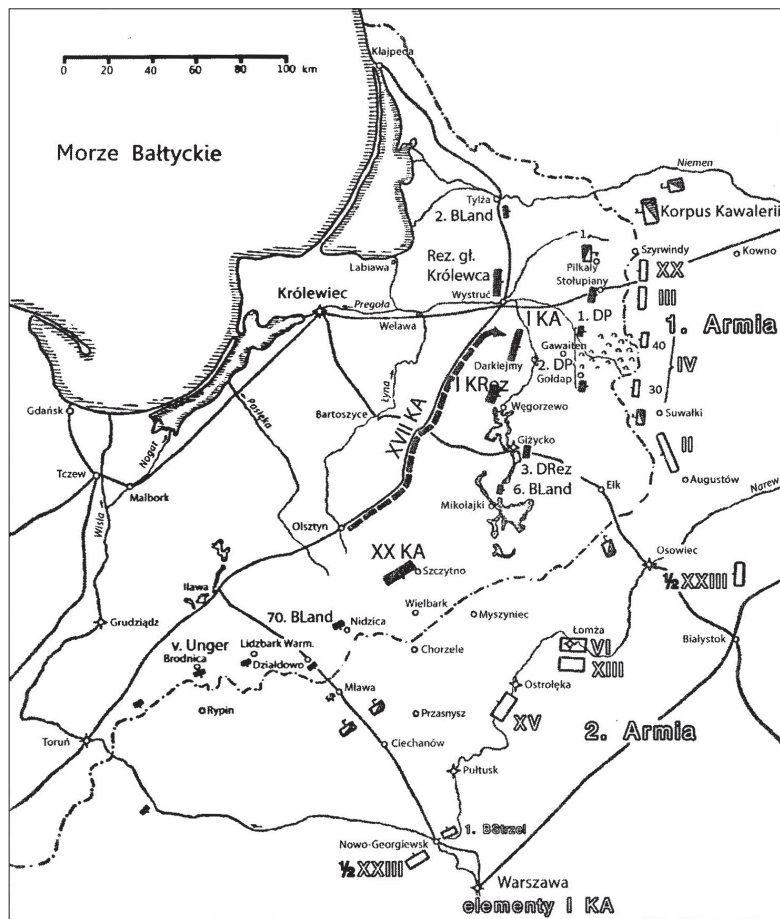 Kłajpeda
0 20 40 60 80 100
km
Morze Bałtyckie
Niemen
Tylża
2. BLand
Korpus Kawalerii
1.
Rez. gł.
Królewca
Labiawa
Pilkały
Szyrwindy
Kowno
Stołupiany
XX
III
Wystruć
Królewiec
Pregoła
Welawa
1. DP
I KA
1. Armia
Gawaiten
40
Darkiejmy
2. DP
IV
Gołdap
I KRez
30
Łyna
XVII KA
Pasłęka
Bartoszyce
Węgorzewo
Suwałki
Gdańsk
Nogat
Giżycko
II
Tczew
Malbork
3. DRez
6. BLand
Ełk
Augustów
Wisła
Mikołajki
Narew
Olsztyn
XX KA
Szczytno
Osowiec
½ XXIII
Iława
Wielbark
Myszyniec
Grudziądz
70. BLand
Nidzica
Łomża
Białystok
v. Unger
Lidzbark Warm.
Chorzele
VI
XIII
Brodnica
Działdowo
Ostrołęka
Mława
Rypin
Przasnysz
XV
2. Armia
Toruń
Ciechanów
Pułtusk
1. BStrzel
Nowo-Georgiewsk
½ XXIII
Warszawa
elementy I KA